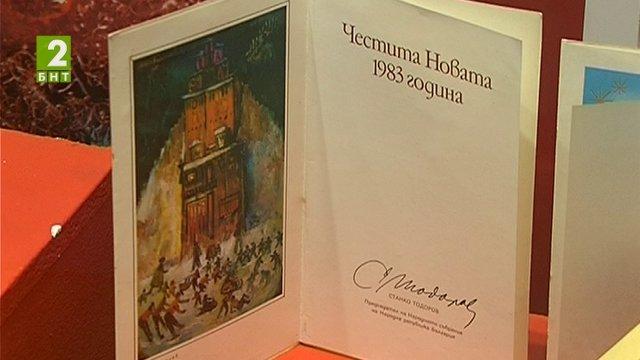 2
БНТ
Честита Новата
1983 година
СТАНКО ТОДОРОВ
Председател на Народното събрание
на Народна република България